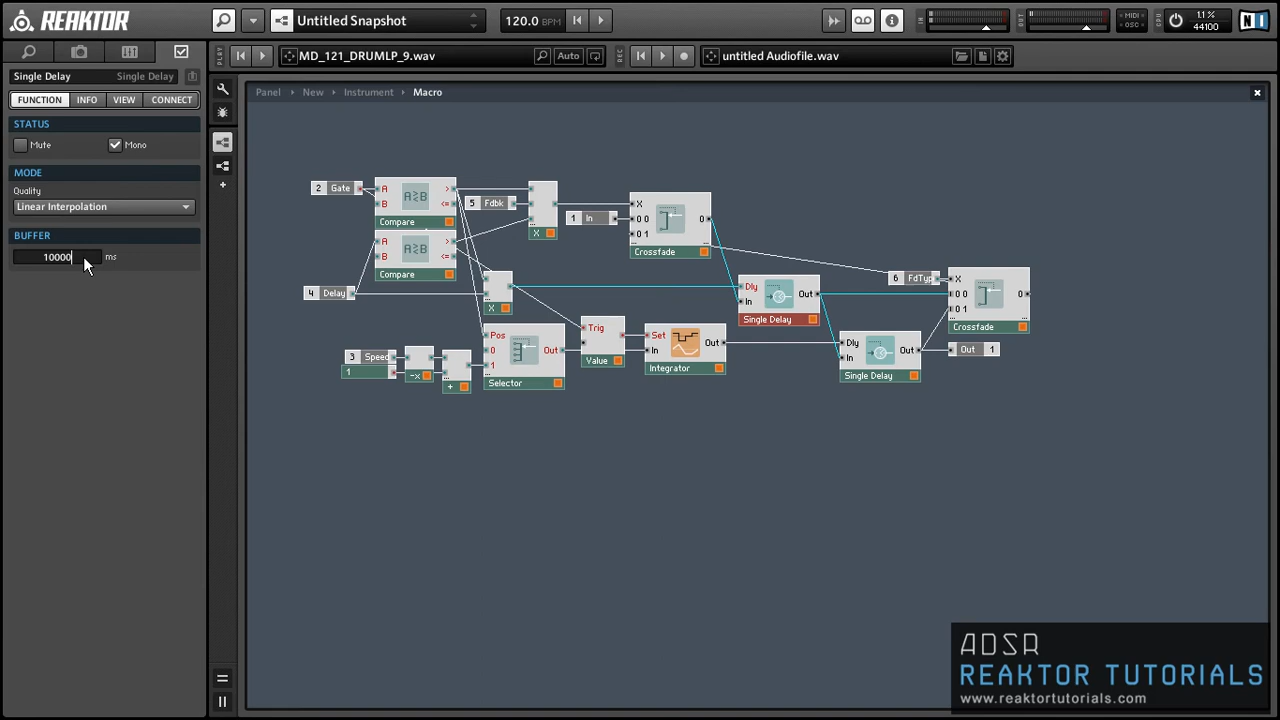 REAKTOR
Untitled Snapshot
120.0 BPM
MIDI
OSC
1.1 %
44100
PLAY
MD_121_DRUMLP_9.wav
Auto
REC
untitled Audiofile.wav
Single Delay
Single Delay
FUNCTION INFO VIEW CONNECT
STATUS
Mute
Mono
MODE
Quality
Linear Interpolation
BUFFER
10000 ms
Panel
New
Instrument
Macro
2 Gate
A > 
B <=
Compare
5 Fdbk
X
1 In
X
0 0
0 1
0
Crossfade
A >
B <=
Compare
4 Delay
X
Dly
In
Out
Single Delay
6 FdTyp
X
0 0
0 1
0
Crossfade
3 Speed
1
-x
+
Pos
0
1
Out
Selector
Trig
Value
Set
In
Out
Integrator
Dly
In
Out
Single Delay
Out 1
ADSR
REAKTOR TUTORIALS
www.reaktortutorials.com